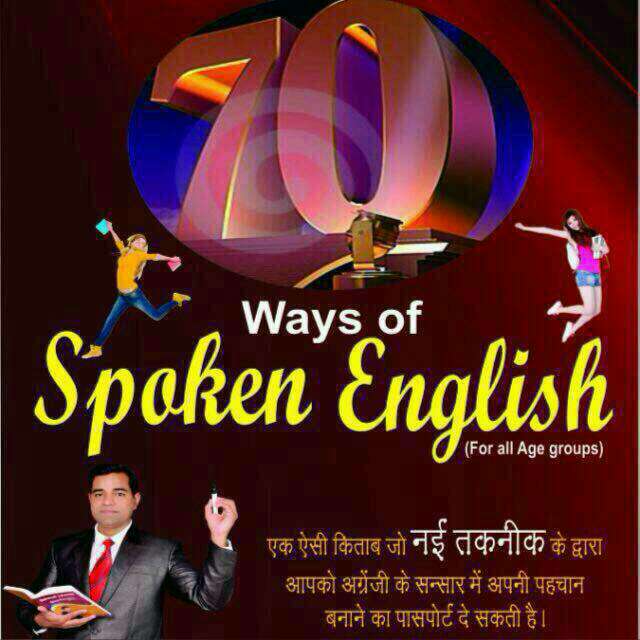 70
Ways of
Spoken English
(For all Age groups)
एक ऐसी किताब जो नई तकनीक के द्वारा
आपको अग्रेंजी के सन्सार में अपनी पहचान
बनाने का पासपोर्ट दे सकती है।